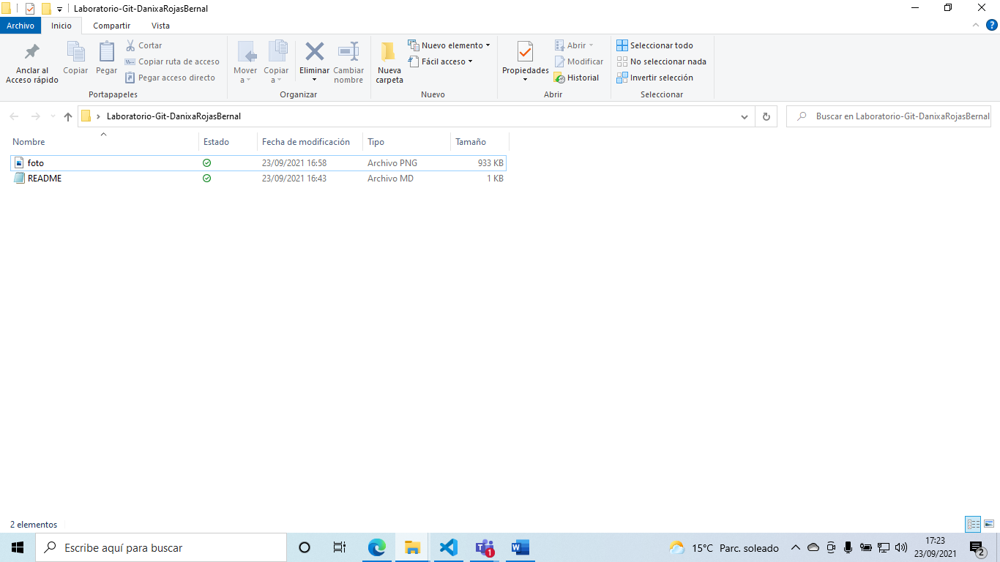 Laboratorio-Git-DanixaRojasBernal
Archivo Inicio Compartir Vista
Anclar al Acceso rápido
Copiar
Pegar
Cortar
Copiar ruta de acceso
Pegar acceso directo
Portapapeles
Mover a
Copiar a
Eliminar
Cambiar nombre
Organizar
Nueva carpeta
Nuevo elemento
Fácil acceso
Nuevo
Propiedades
Abrir
Modificar
Historial
Abrir
Seleccionar todo
No seleccionar nada
Invertir selección
Seleccionar
Laboratorio-Git-DanixaRojasBernal
Buscar en Laboratorio-Git-DanixaRojasBernal
Nombre Estado Fecha de modificación Tipo Tamaño
foto 23/09/2021 16:58 Archivo PNG 933 KB
README 23/09/2021 16:43 Archivo MD 1 KB
2 elementos
Escribe aquí para buscar
1
15°C Parc. soleado
17:23
23/09/2021
2